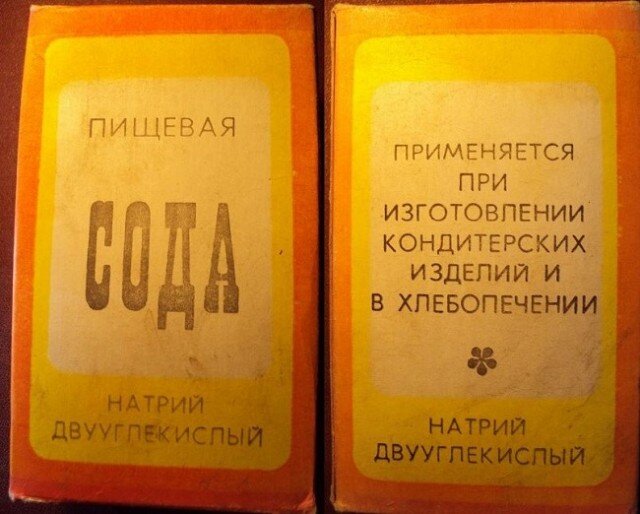 ПИЩЕВАЯ
СОДА
НАТРИЙ
ДВУУГЛЕКИСЛЫЙ
ПРИМЕНЯЕТСЯ
ПРИ
ИЗГОТОВЛЕНИИ
КОНДИТЕРСКИХ
ИЗДЕЛИЙ И
В ХЛЕБОПЕЧЕНИИ
НАТРИЙ
ДВУУГЛЕКИСЛЫЙ